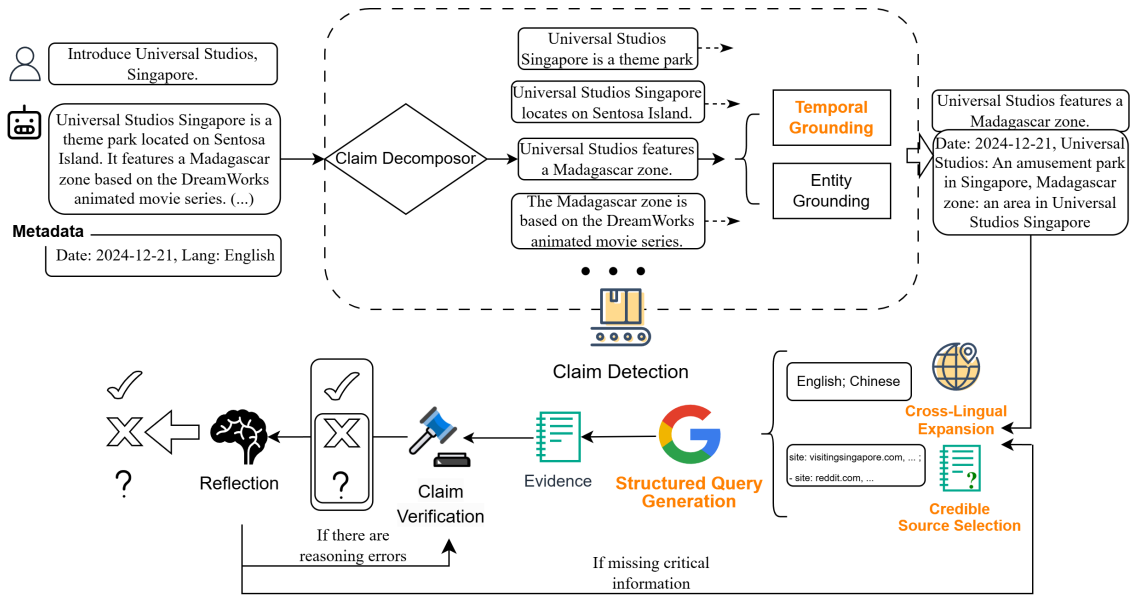 Introduce Universal Studios,
Singapore.
Universal Studios Singapore is a
theme park located on Sentosa
Island. It features a Madagascar
zone based on the DreamWorks
animated movie series. (...)
Metadata
Date: 2024-12-21, Lang: English
Claim Decomposor
Universal Studios
Singapore is a theme park
Universal Studios Singapore
locates on Sentosa Island.
Universal Studios features
a Madagascar zone.
The Madagascar zone is
based on the DreamWorks
animated movie series.
Temporal
Grounding
Entity
Grounding
Universal Studios features a
Madagascar zone.
Date: 2024-12-21, Universal
Studios: An amusement park
in Singapore, Madagascar
zone: an area in Universal
Studios Singapore
Claim Detection
English; Chinese
Cross-Lingual
Expansion
site: visitingsingapore.com, ... ;
- site: reddit.com, ...
?
Credible
Source Selection
Structured Query
Generation
Evidence
Claim
Verification
?
Reflection
?
If there are
reasoning errors
If missing critical
information